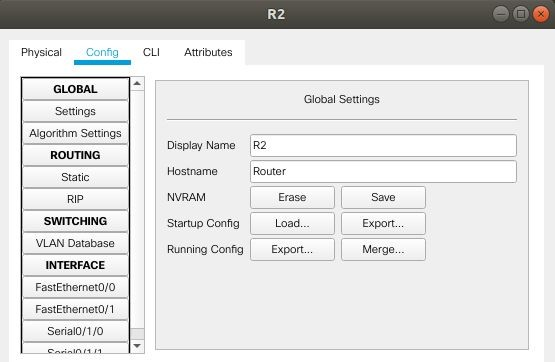 R2
Physical Config CLI Attributes
GLOBAL
Settings
Algorithm Settings
ROUTING
Static
RIP
SWITCHING
VLAN Database
INTERFACE
FastEthernet0/0
FastEthernet0/1
Serial0/1/0
Serial0/1/1
Global Settings
Display Name R2
Hostname Router
NVRAM Erase Save
Startup Config Load... Export...
Running Config Export... Merge...